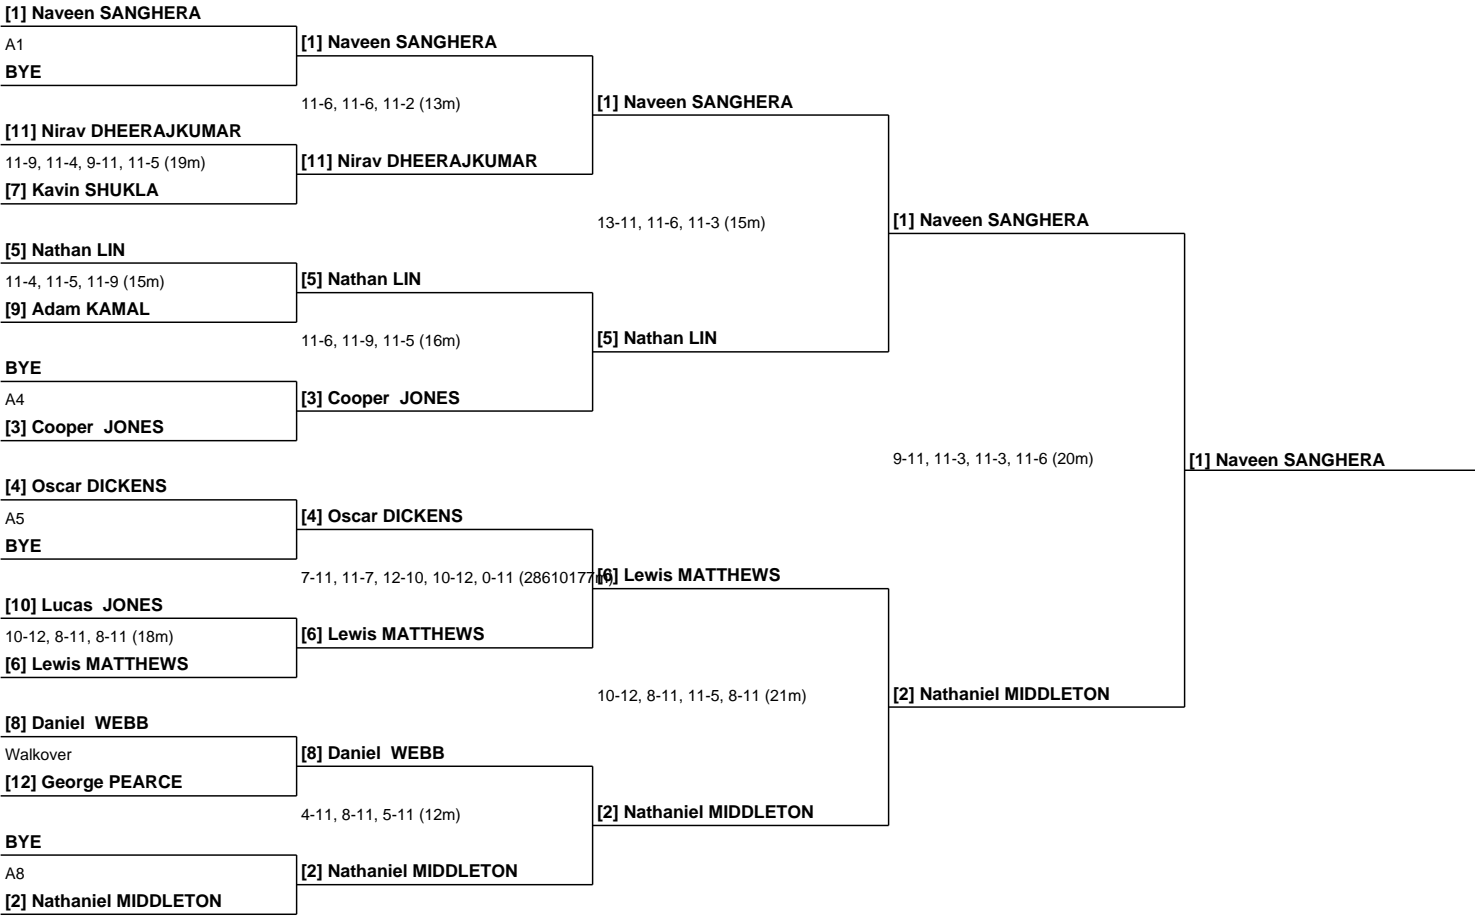 [1] Naveen SANGHERA
A1
BYE
[11] Nirav DHEERAJKUMAR
11-9, 11-4, 9-11, 11-5 (19m)
[7] Kavin SHUKLA
[5] Nathan LIN
11-4, 11-5, 11-9 (15m)
[9] Adam KAMAL
BYE
A4
[3] Cooper  JONES
[4] Oscar DICKENS
A5
BYE
[10] Lucas  JONES
10-12, 8-11, 8-11 (18m)
[6] Lewis MATTHEWS
[8] Daniel  WEBB
Walkover
[12] George PEARCE
BYE
A8
[2] Nathaniel MIDDLETON
[1] Naveen SANGHERA
11-6, 11-6, 11-2 (13m)
[11] Nirav DHEERAJKUMAR
[5] Nathan LIN
11-6, 11-9, 11-5 (16m)
[3] Cooper  JONES
[4] Oscar DICKENS
7-11, 11-7, 12-10, 10-12, 0-11 (28610177m)
[6] Lewis MATTHEWS
[8] Daniel  WEBB
4-11, 8-11, 5-11 (12m)
[2] Nathaniel MIDDLETON
[1] Naveen SANGHERA
13-11, 11-6, 11-3 (15m)
[5] Nathan LIN
[6] Lewis MATTHEWS
10-12, 8-11, 11-5, 8-11 (21m)
[2] Nathaniel MIDDLETON
[1] Naveen SANGHERA
9-11, 11-3, 11-3, 11-6 (20m)
[2] Nathaniel MIDDLETON
[1] Naveen SANGHERA